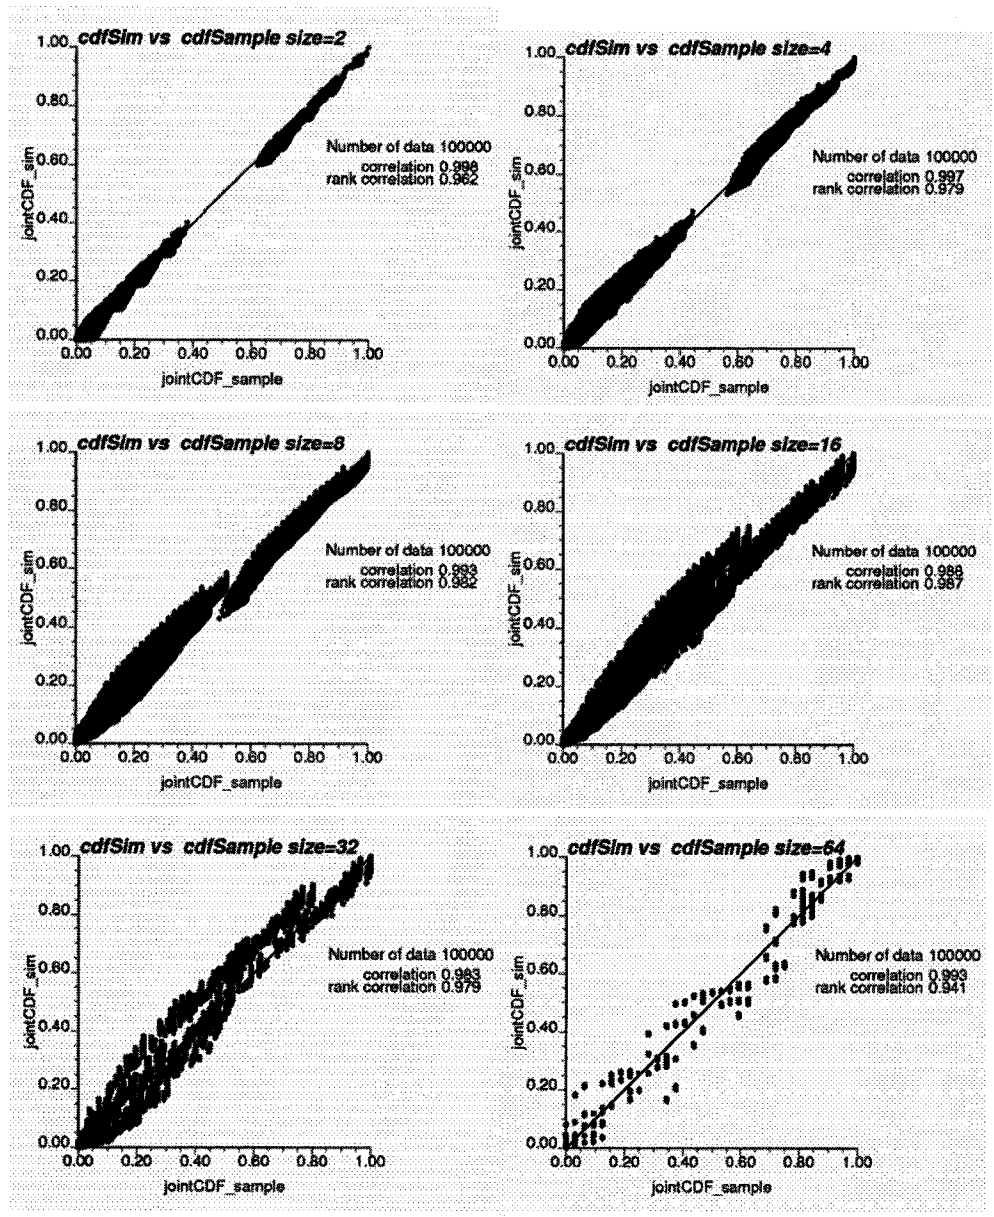 cdfSim vs cdfSample size=2
1.00
0.80
0.60
0.40
0.20
0.00
jointCDF_sim
Number of data 100000
correlation 0.998
rank correlation 0.962
0.00 0.20 0.40 0.60 0.80 1.00
jointCDF_sample
cdfSim vs cdfSample size=4
1.00
0.80
0.60
0.40
0.20
0.00
jointCDF_sim
Number of data 100000
correlation 0.997
rank correlation 0.979
0.00 0.20 0.40 0.60 0.80 1.00
jointCDF_sample
cdfSim vs cdfSample size=8
1.00
0.80
0.60
0.40
0.20
0.00
jointCDF_sim
Number of data 100000
correlation 0.993
rank correlation 0.982
0.00 0.20 0.40 0.60 0.80 1.00
jointCDF_sample
cdfSim vs cdfSample size=16
1.00
0.80
0.60
0.40
0.20
0.00
jointCDF_sim
Number of data 100000
correlation 0.988
rank correlation 0.987
0.00 0.20 0.40 0.60 0.80 1.00
jointCDF_sample
cdfSim vs cdfSample size=32
1.00
0.80
0.60
0.40
0.20
0.00
jointCDF_sim
Number of data 100000
correlation 0.983
rank correlation 0.979
0.00 0.20 0.40 0.60 0.80 1.00
jointCDF_sample
cdfSim vs cdfSample size=64
1.00
0.80
0.60
0.40
0.20
0.00
jointCDF_sim
Number of data 100000
correlation 0.993
rank correlation 0.941
0.00 0.20 0.40 0.60 0.80 1.00
jointCDF_sample